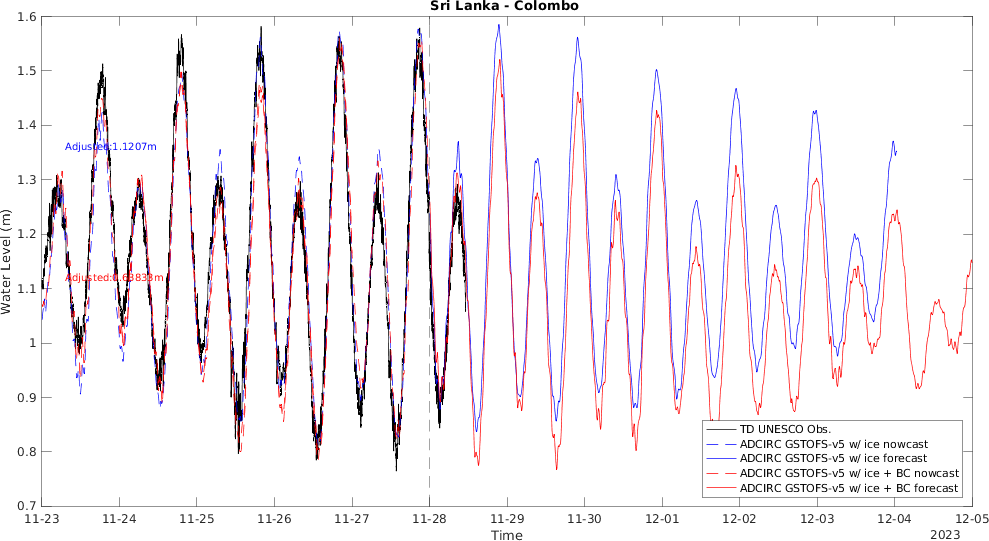 Sri Lanka - Colombo
1.6
1.5
1.4
1.3
1.2
1.1
1
0.9
0.8
0.7
Water Level (m)
Adjusted:1.1207m
TD UNESCO Obs.
ADCIRC GSTOFS-v5 w/ ice nowcast
ADCIRC GSTOFS-v5 w/ ice forecast
ADCIRC GSTOFS-v5 w/ ice + BC nowcast
ADCIRC GSTOFS-v5 w/ ice + BC forecast
11-23 11-24 11-25 11-26 11-27 11-28 11-29 11-30 12-01 12-02 12-03 12-04 12-05
Time
2023